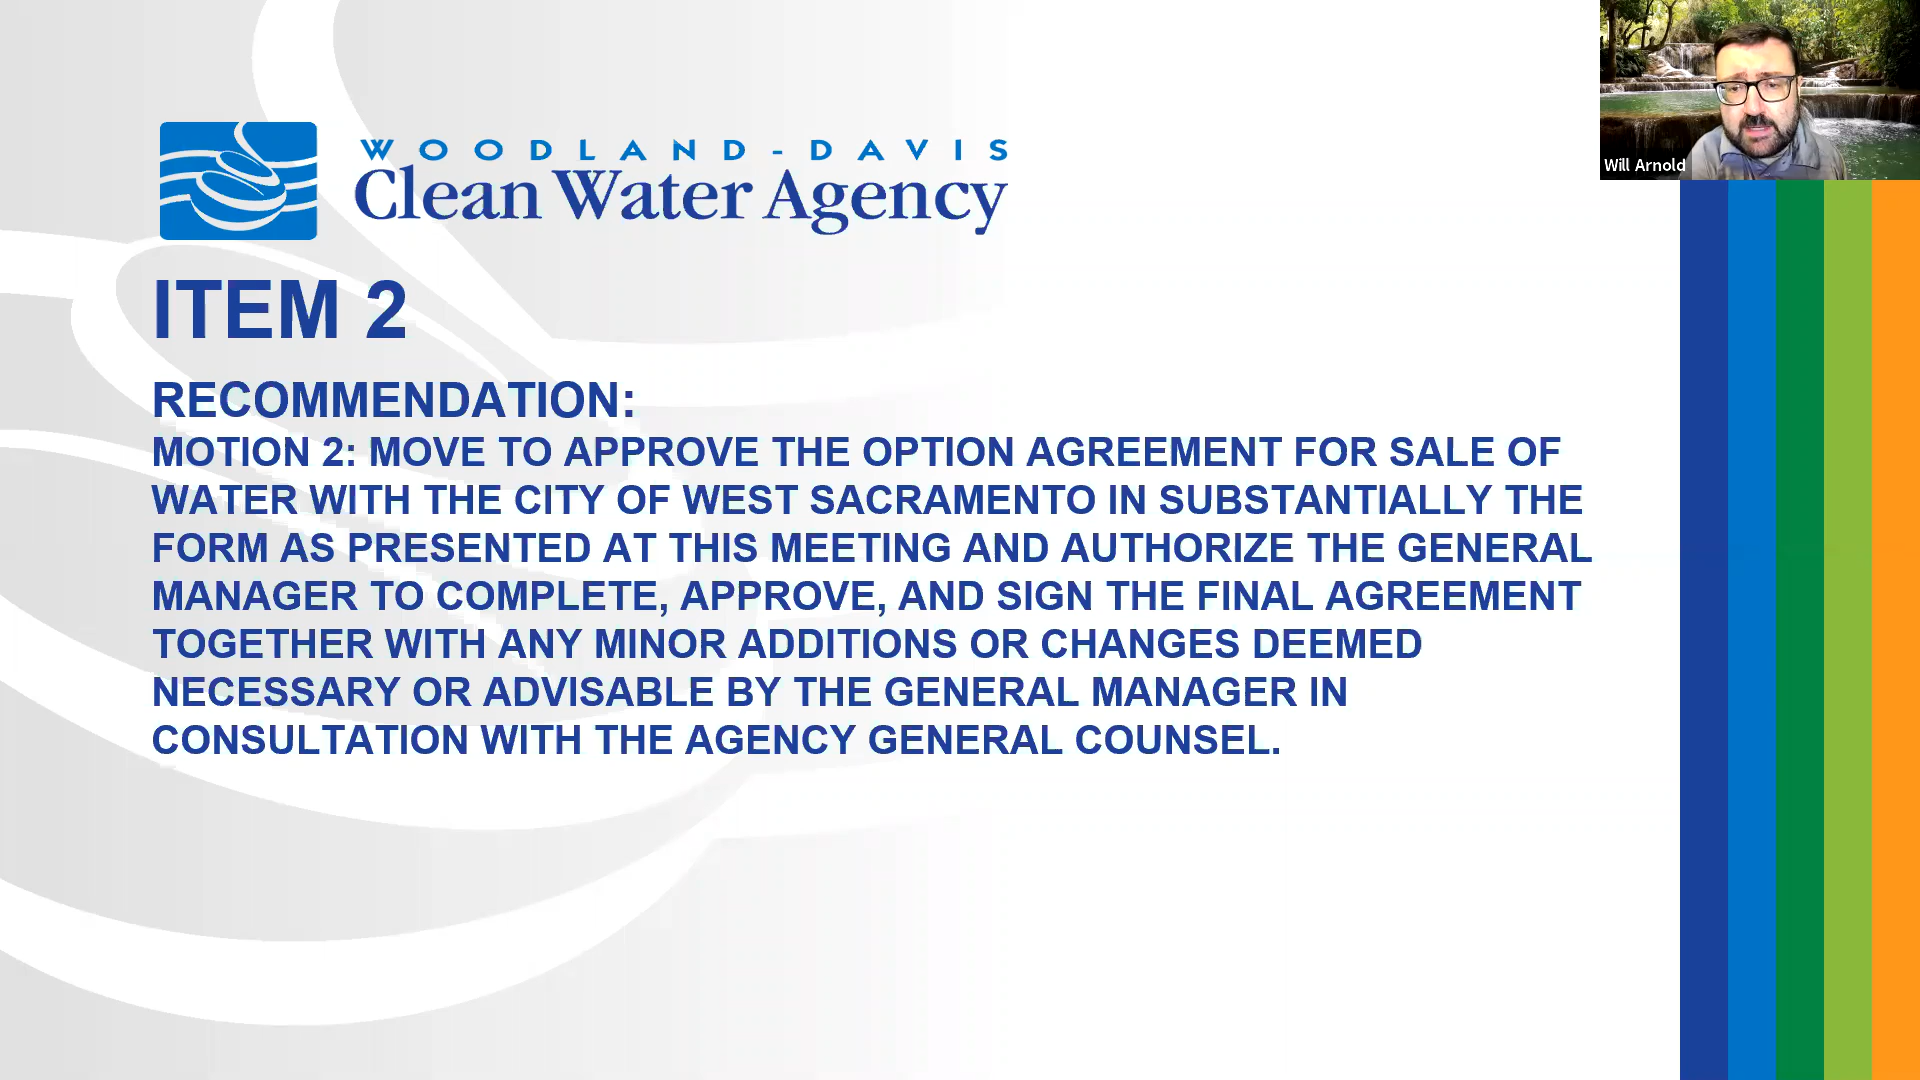 WOODLAND-DAVIS
Clean Water Agency
ITEM 2
RECOMMENDATION:
MOTION 2: MOVE TO APPROVE THE OPTION AGREEMENT FOR SALE OF
WATER WITH THE CITY OF WEST SACRAMENTO IN SUBSTANTIALLY THE
FORM AS PRESENTED AT THIS MEETING AND AUTHORIZE THE GENERAL
MANAGER TO COMPLETE, APPROVE, AND SIGN THE FINAL AGREEMENT
TOGETHER WITH ANY MINOR ADDITIONS OR CHANGES DEEMED
NECESSARY OR ADVISABLE BY THE GENERAL MANAGER IN
CONSULTATION WITH THE AGENCY GENERAL COUNSEL.
Will Arnold